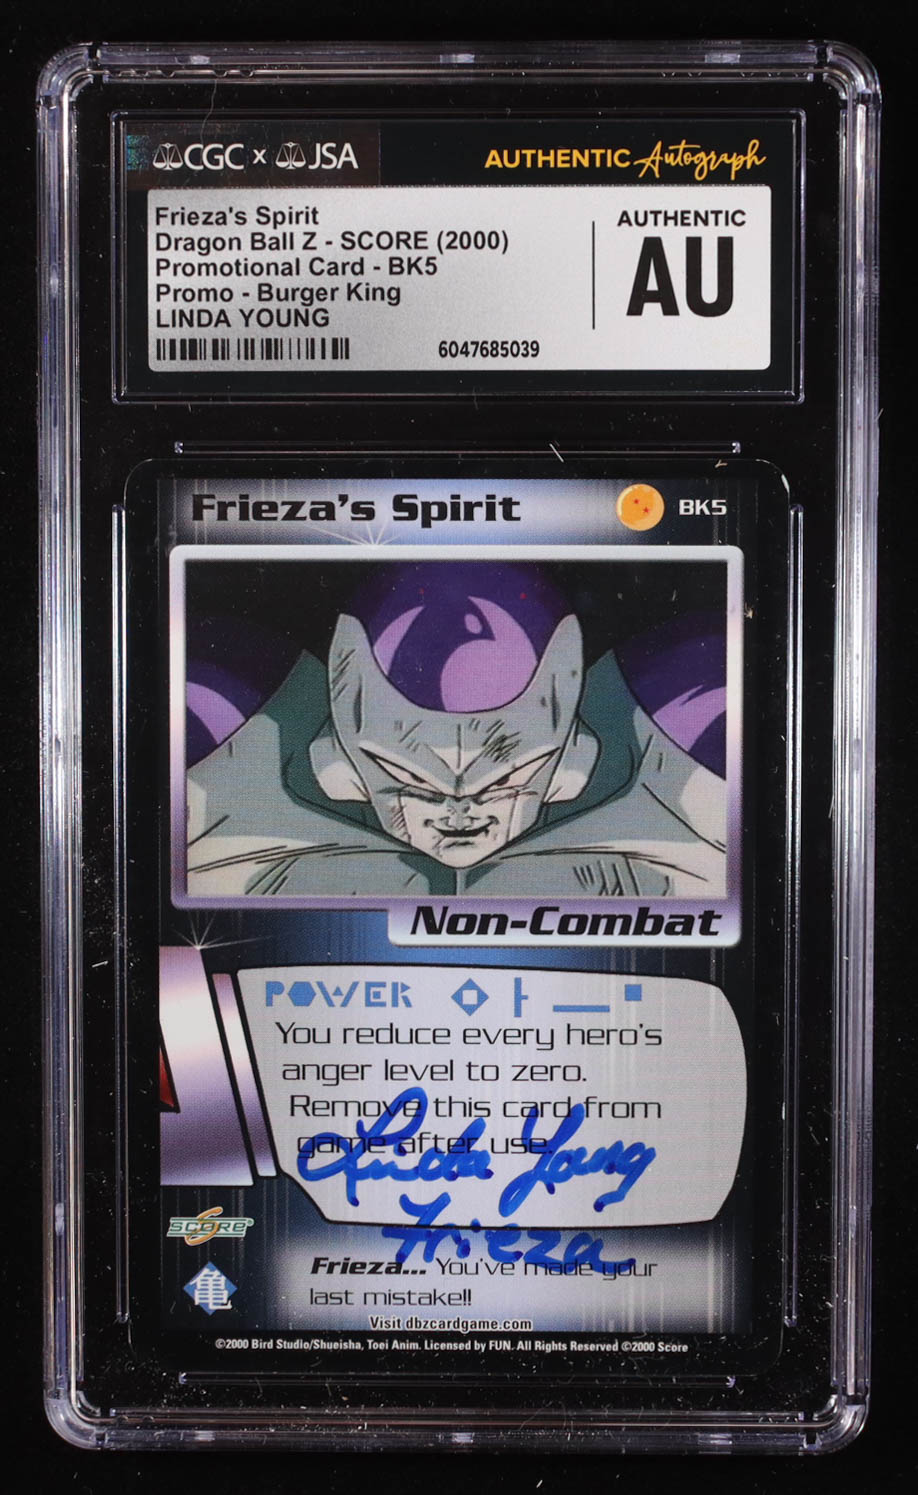 CGC x JSA
AUTHENTIC Autograph
Frieza's Spirit
Dragon Ball Z - SCORE (2000)
Promotional Card - BK5
Promo - Burger King
LINDA YOUNG
6047685039
AUTHENTIC
AU
Frieza's Spirit
BK5
Non-Combat
POWER
You reduce every hero's
anger level to zero.
Remove this card from
game after use.
Linda Young
Frieza
SCORE
亀
Frieza... You've made your
last mistake!!
Visit dbzcardgame.com
©2000 Bird Studio/Shueisha, Toei Anim. Licensed by FUN. All Rights Reserved ©2000 Score